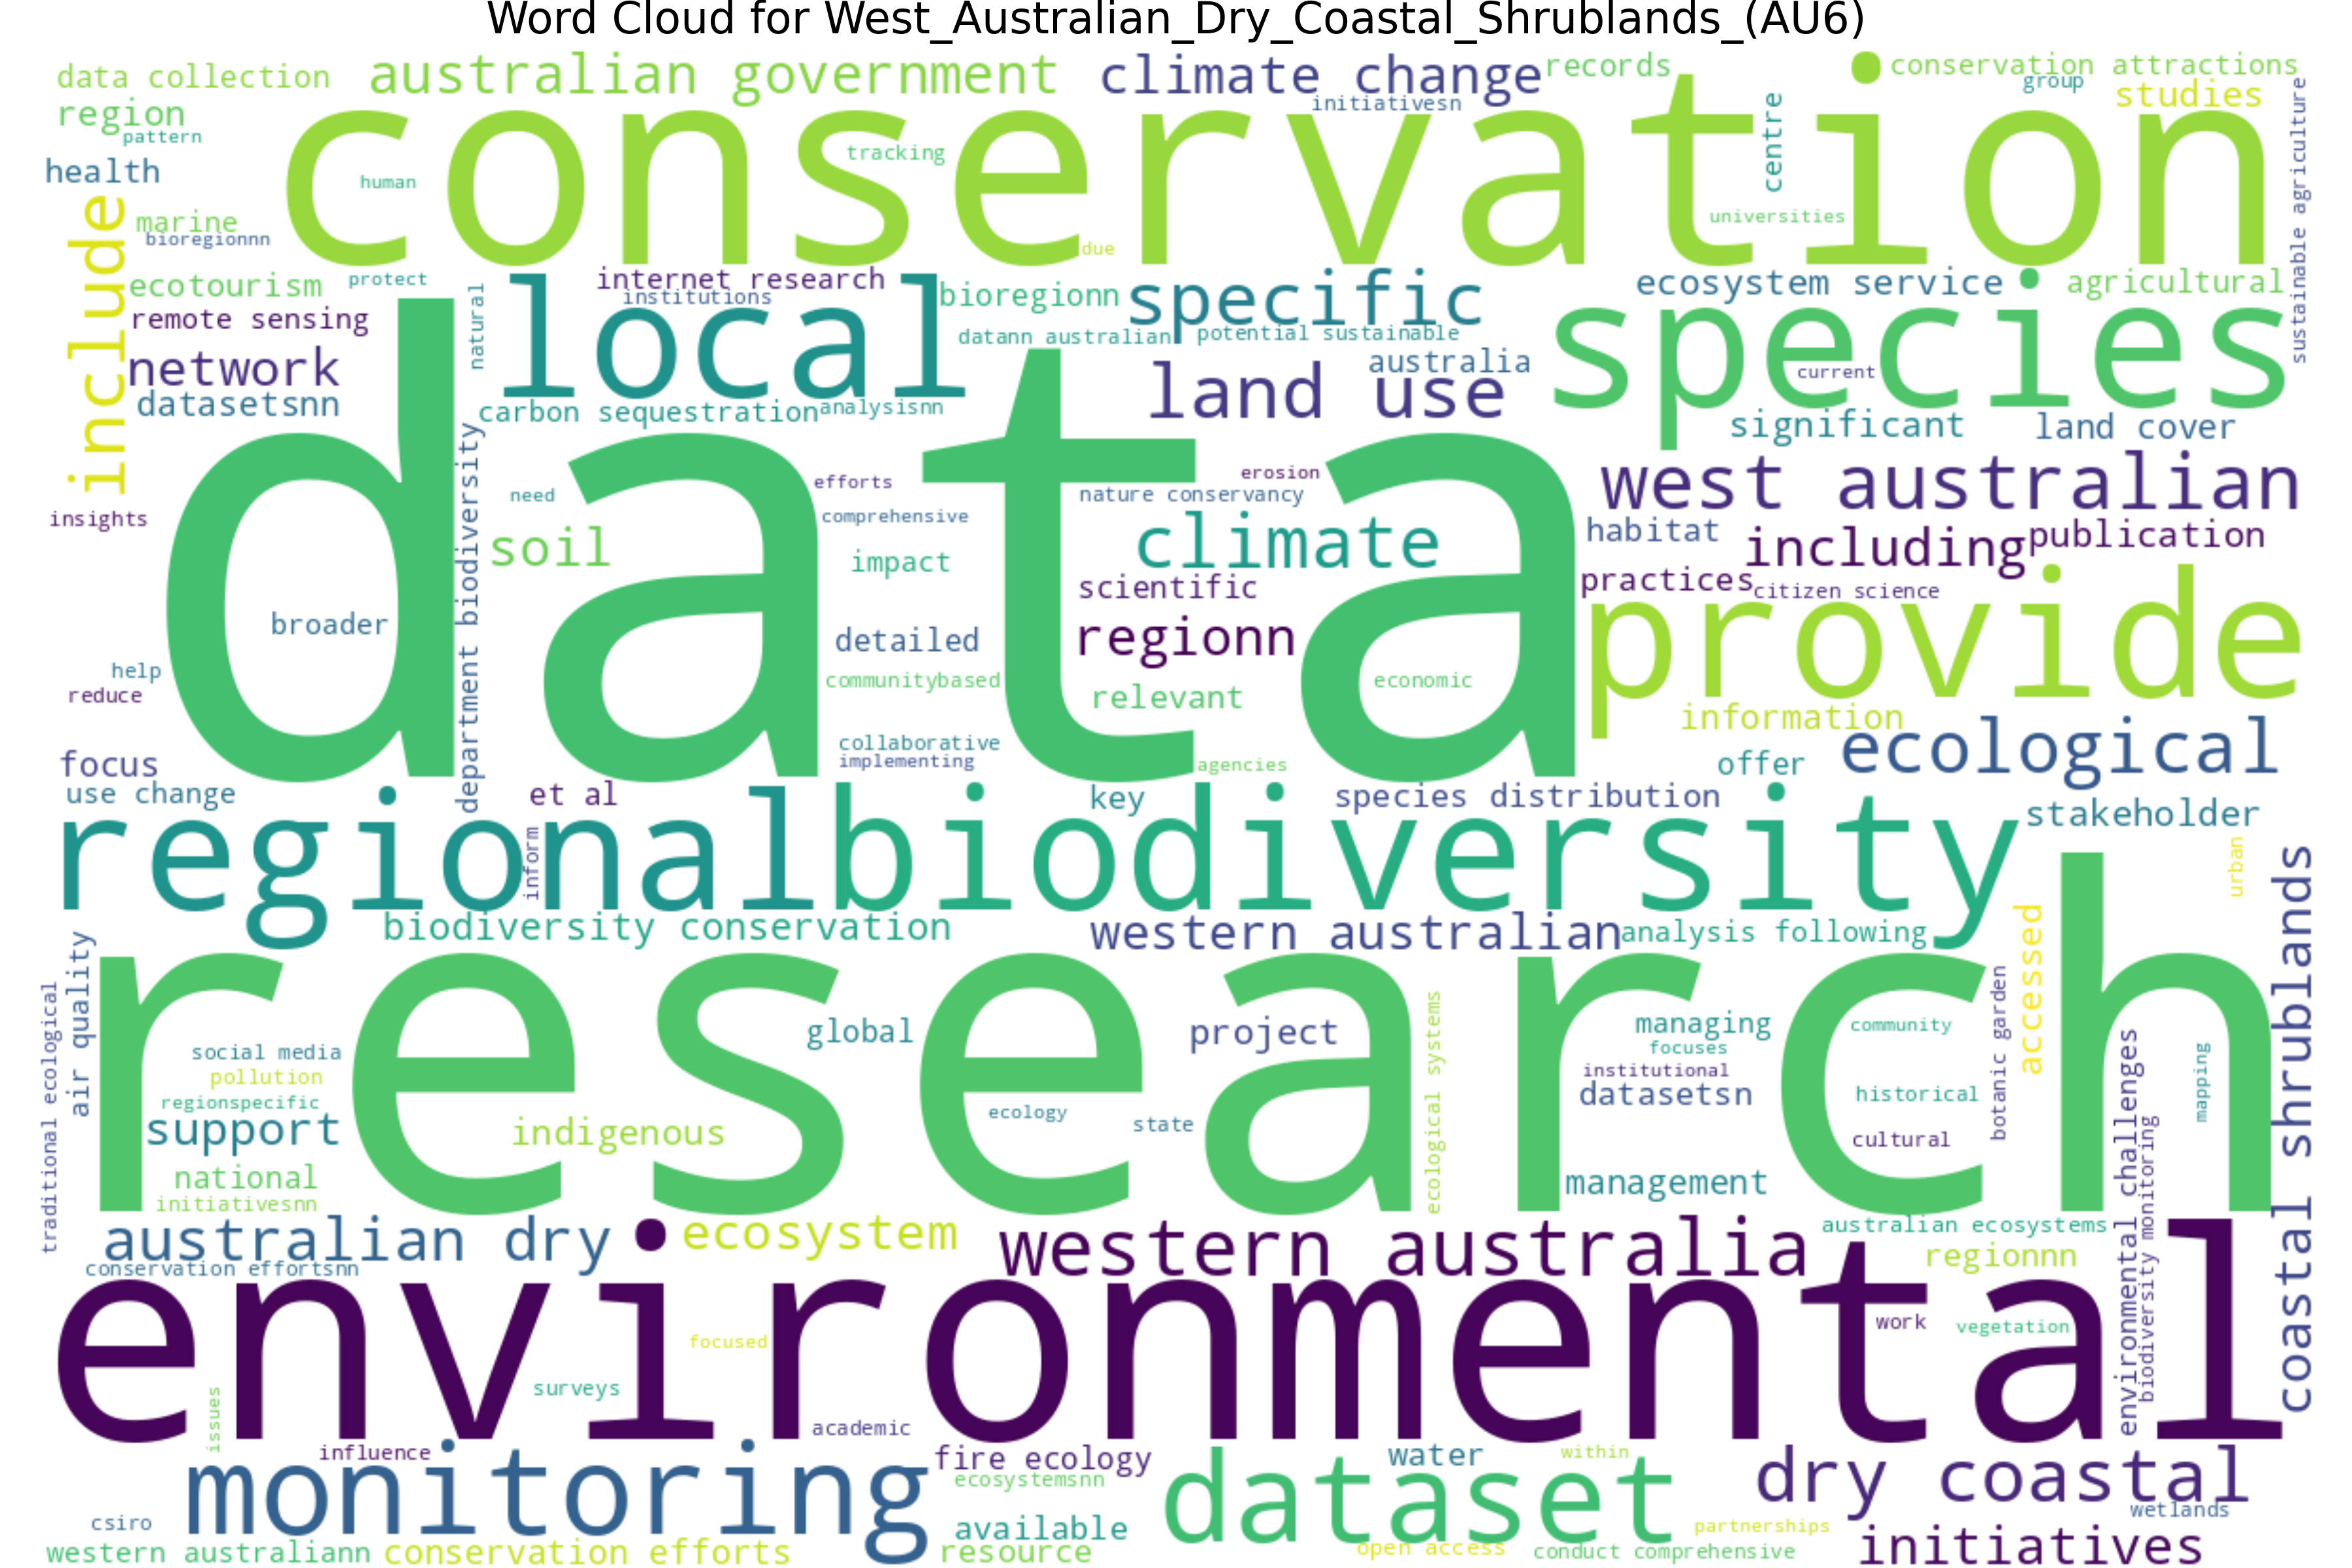 Word Cloud for West_Australian_Dry_Coastal_Shrublands_(AU6)
data collection
australian government
climate change
records
conservation attractions
group
region
pattern
initiativesn
studies
centre
sustainable agriculture
conservation
tracking
health
human
include
marine
bioregionnn
universities
due
ecotourism
protect
natural
internet research
institutions
bioregionn
specific
ecosystem service
agricultural
remote sensing
local
datann australian
potential sustainable
species
network
australia
current
land use
datasetsnn
carbon sequestration
analysisnn
significant
land cover
data
department biodiversity
efforts
erosion
west australian
need
nature conservancy
insights
comprehensive
soil
climate
habitat
including
publication
impact
scientific
practices
citizen science
broader
detailed
regionn
provide
help
communitybased
economic
reduce
relevant
information
focus
collaborative
implementing
agencies
offer
ecological
use change
et al
key
species distribution
stakeholder
regional
biodiversity
inform
urban
biodiversity conservation
western australian
analysis following
accessed
coastal shrublands
air quality
traditional ecological
research
global
project
ecological systems
managing
community
botanic garden
social media
focuses
pollution
institutional
mapping
regionspecific
ecology
datasetsn
historical
support
indigenous
state
cultural
environmental challenges
biodiversity monitoring
national
management
initiativesnn
australian dry
ecosystem
western australia
australian ecosystems
conservation effortsnn
regionnn
environmental
focused
work
vegetation
surveys
issues
academic
influence
monitoring
fire ecology
water
within
dry coastal
ecosystemsnn
dataset
wetlands
csiro
available
partnerships
initiatives
western australiann
conservation efforts
resource
open access
conduct comprehensive